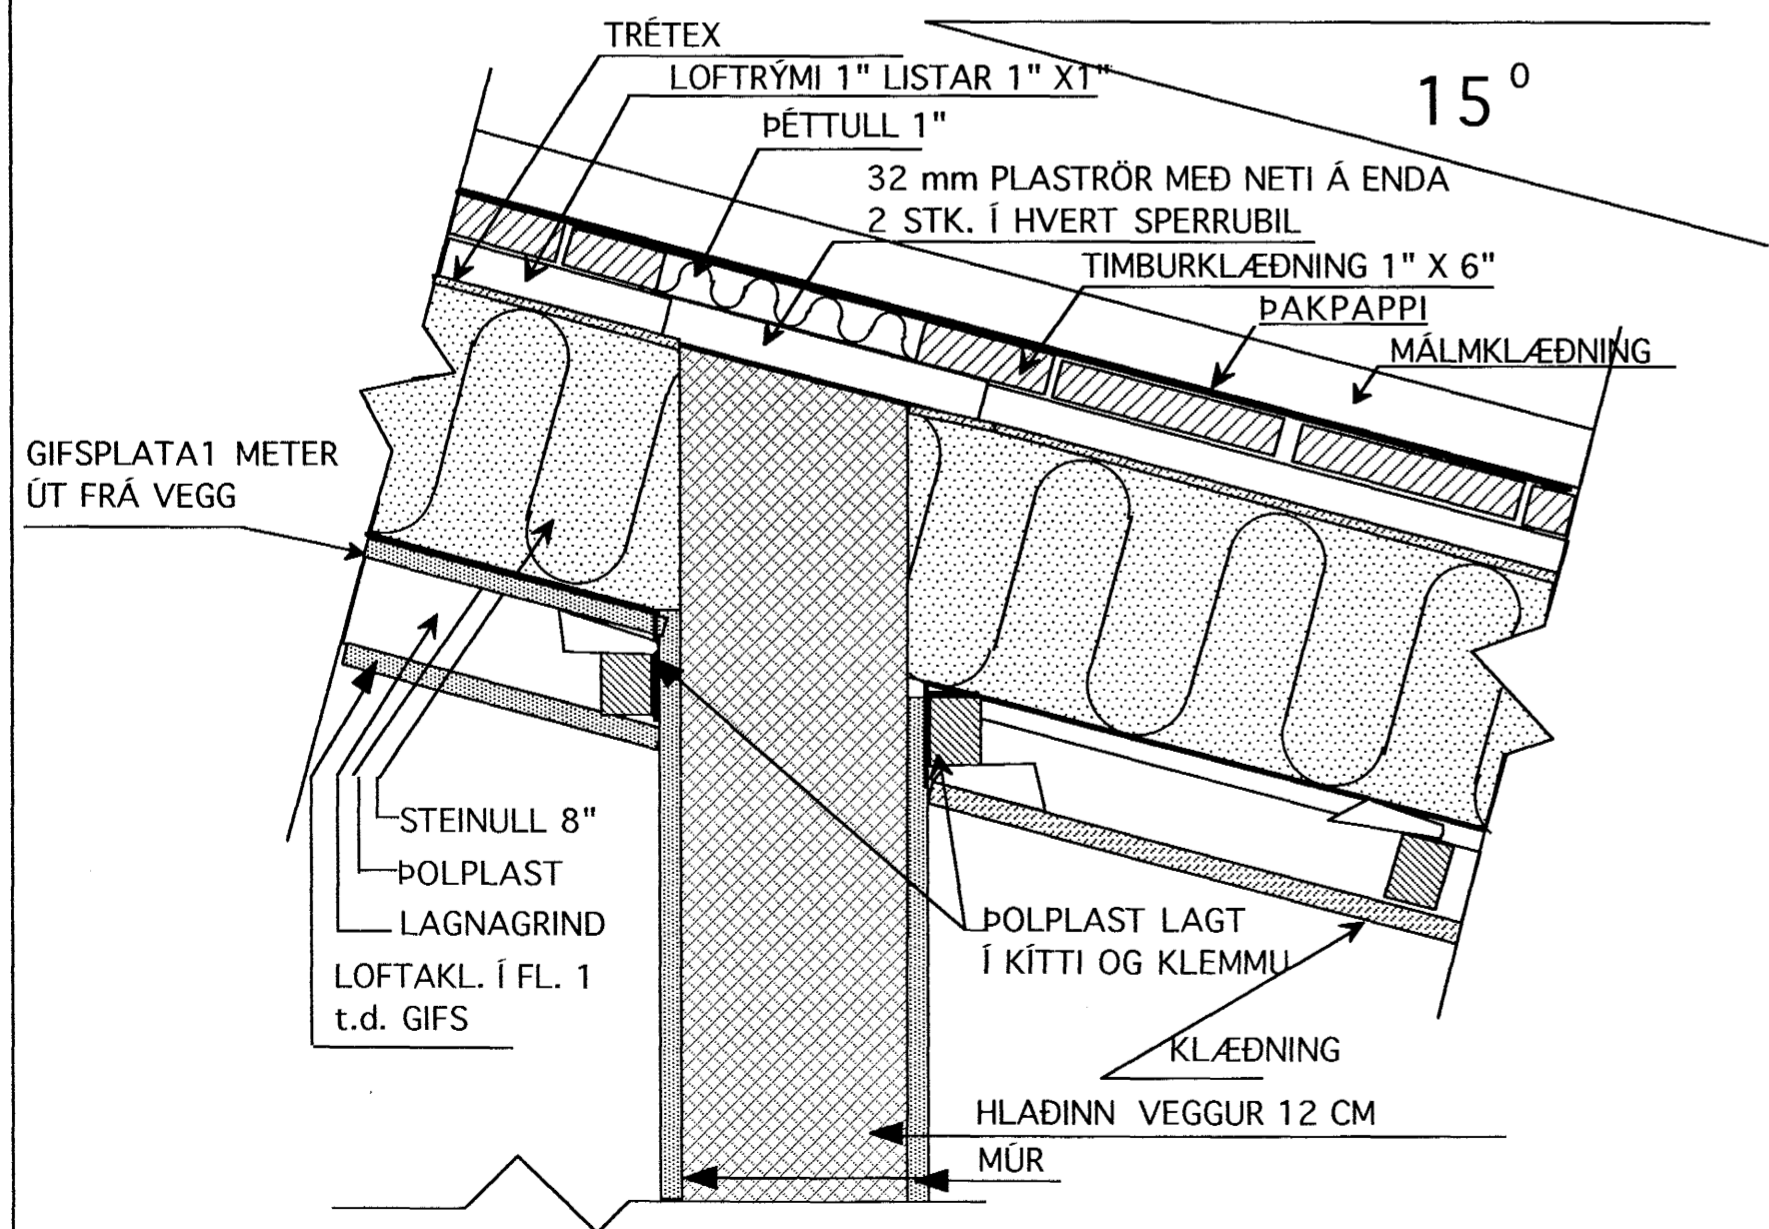 TRÉTEX
LOFTRÝMI 1" LISTAR 1" X1"
ÞÉTTULL 1"
15 °
32 mm PLASTRÖR MEÐ NETI Á ENDA
2 STK. Í HVERT SPERRUBIL
TIMBURKLÆÐNING 1" X 6"
ÞAKPAPPI
MÁLMKLÆÐNING
GIFSPLATA1 METER
ÚT FRÁ VEGG
STEINULL 8"
ÞOLPLAST
LAGNAGRIND
LOFTAKL. Í FL. 1
t.d. GIFS
ÞOLPLAST LAGT
Í KÍTTI OG KLEMMU
KLÆÐNING
HLAÐINN VEGGUR 12 CM
MÚR